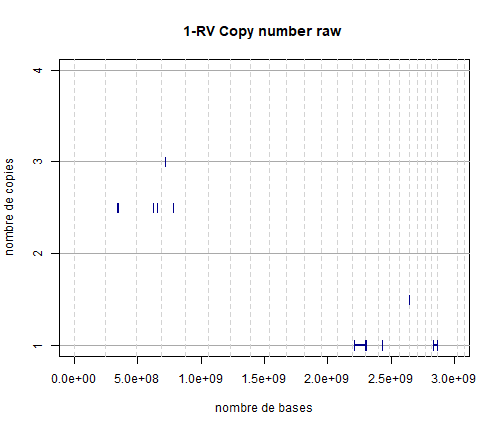 1-RV Copy number raw
nombre de copies
4
3
2
1
0.0e+00 5.0e+08 1.0e+09 1.5e+09 2.0e+09 2.5e+09 3.0e+09
nombre de bases